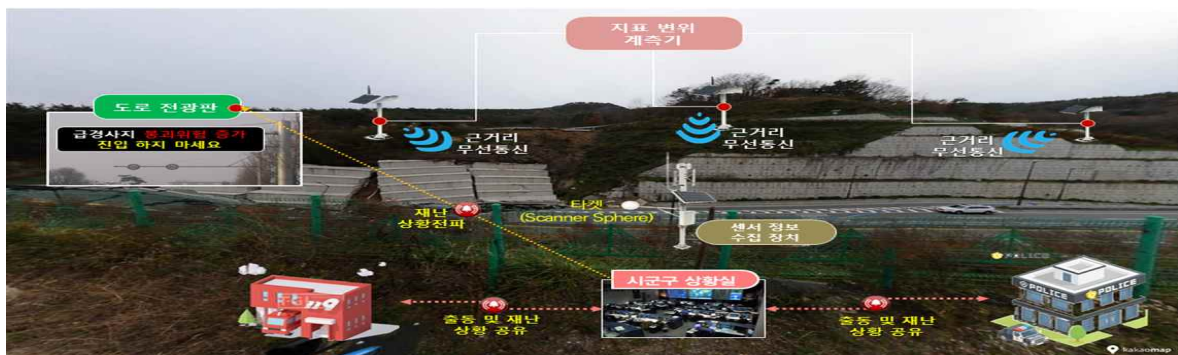 지표 변위
계측기
도로 전광판
급경사지 붕괴위험 증가
진입 하지 마세요
근거리
무선통신
근거리
무선통신
근거리
무선통신
재난
상황전파
타겟
(Scanner Sphere)
센서 정보
수집 장치
시군구 상황실
119
출동 및 재난
상황 공유
출동 및 재난
상황 공유
POLICE
POLICE
POLICE
kakaomap